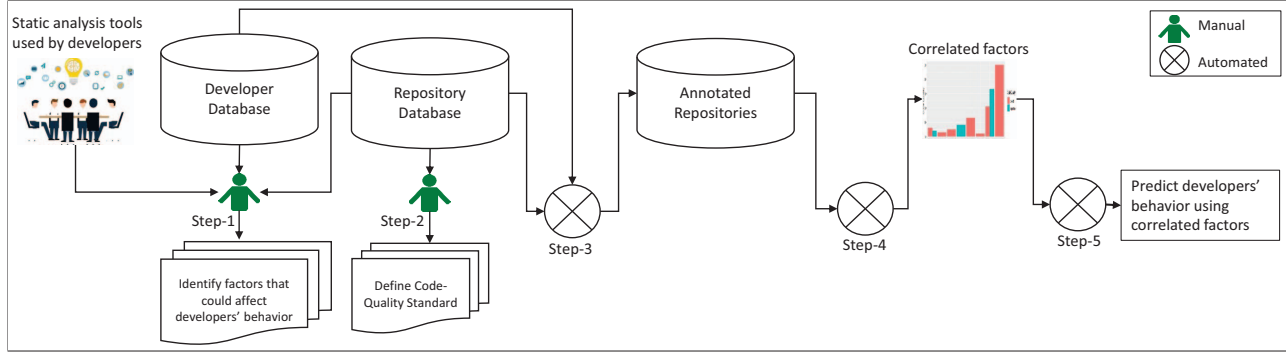 Static analysis tools
used by developers
Developer
Database
Repository
Database
Annotated
Repositories
Correlated factors
Manual
Automated
Step-1
Step-2
Step-3
Step-4
Step-5
Predict developers’
behavior using
correlated factors
Identify factors that
could affect
developers’ behavior
Define Code-
Quality Standard